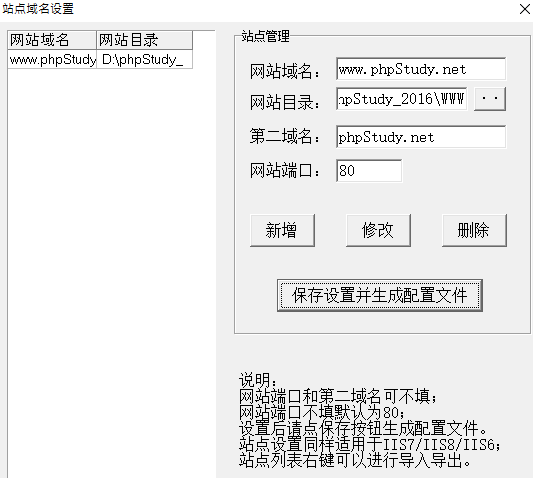 站点域名设置
网站域名 网站目录
www.phpStudy D:\phpStudy_
站点管理
网站域名： www.phpStudy.net
网站目录： npStudy_2016\WWW ..
第二域名： phpStudy.net
网站端口： 80
新增 修改 删除
保存设置并生成配置文件
说明：
网站端口和第二域名可不填；
网站端口不填默认为80；
设置后请点保存按钮生成配置文件。
站点设置同样适用于IIS7/IIS8/IIS6；
站点列表右键可以进行导入导出。